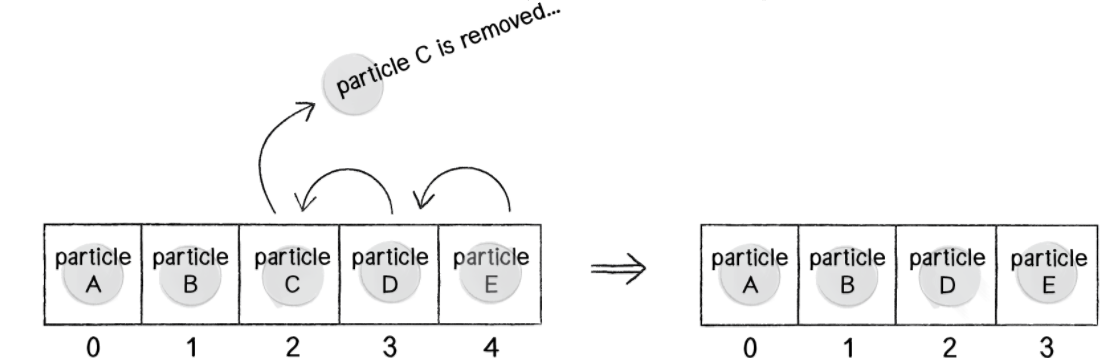 particle C is removed...
particle A
particle B
particle C
particle D
particle E
0 1 2 3 4
particle A
particle B
particle D
particle E
0 1 2 3